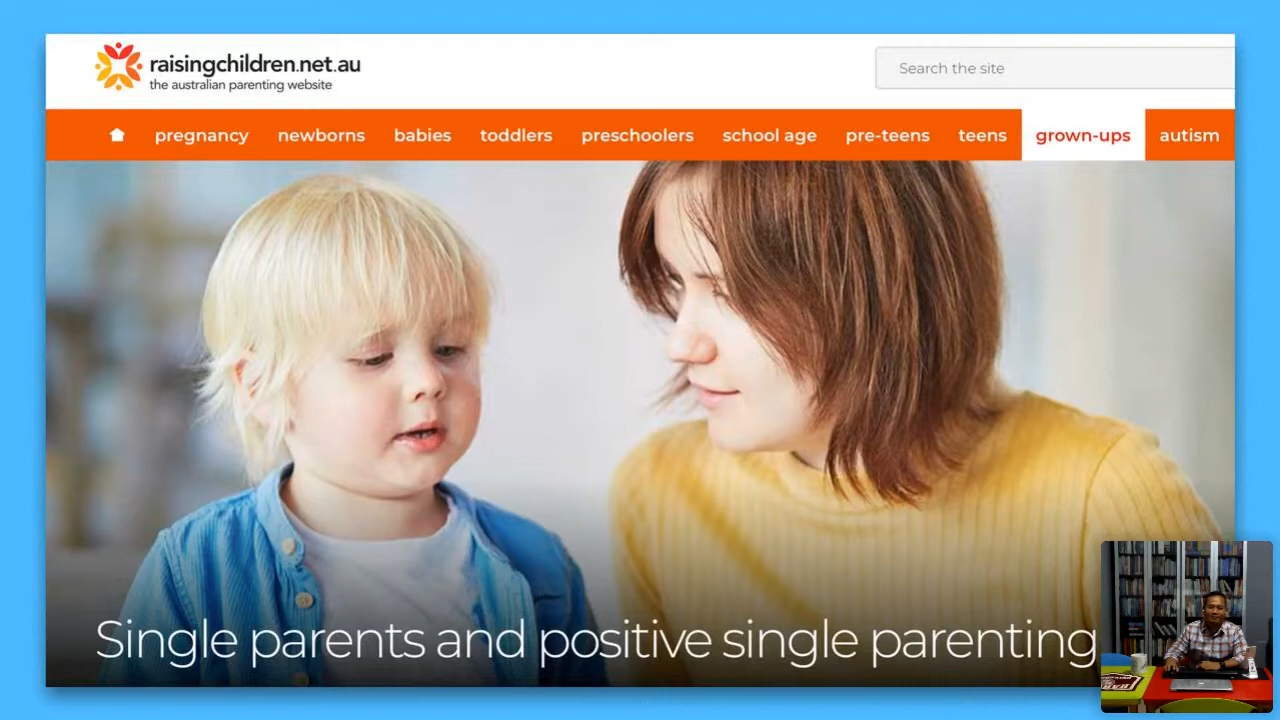 raisingchildren.net.au
the australian parenting website
Search the site
pregnancy newborns babies toddlers preschoolers school age pre-teens teens grown-ups autism
Single parents and positive single parenting